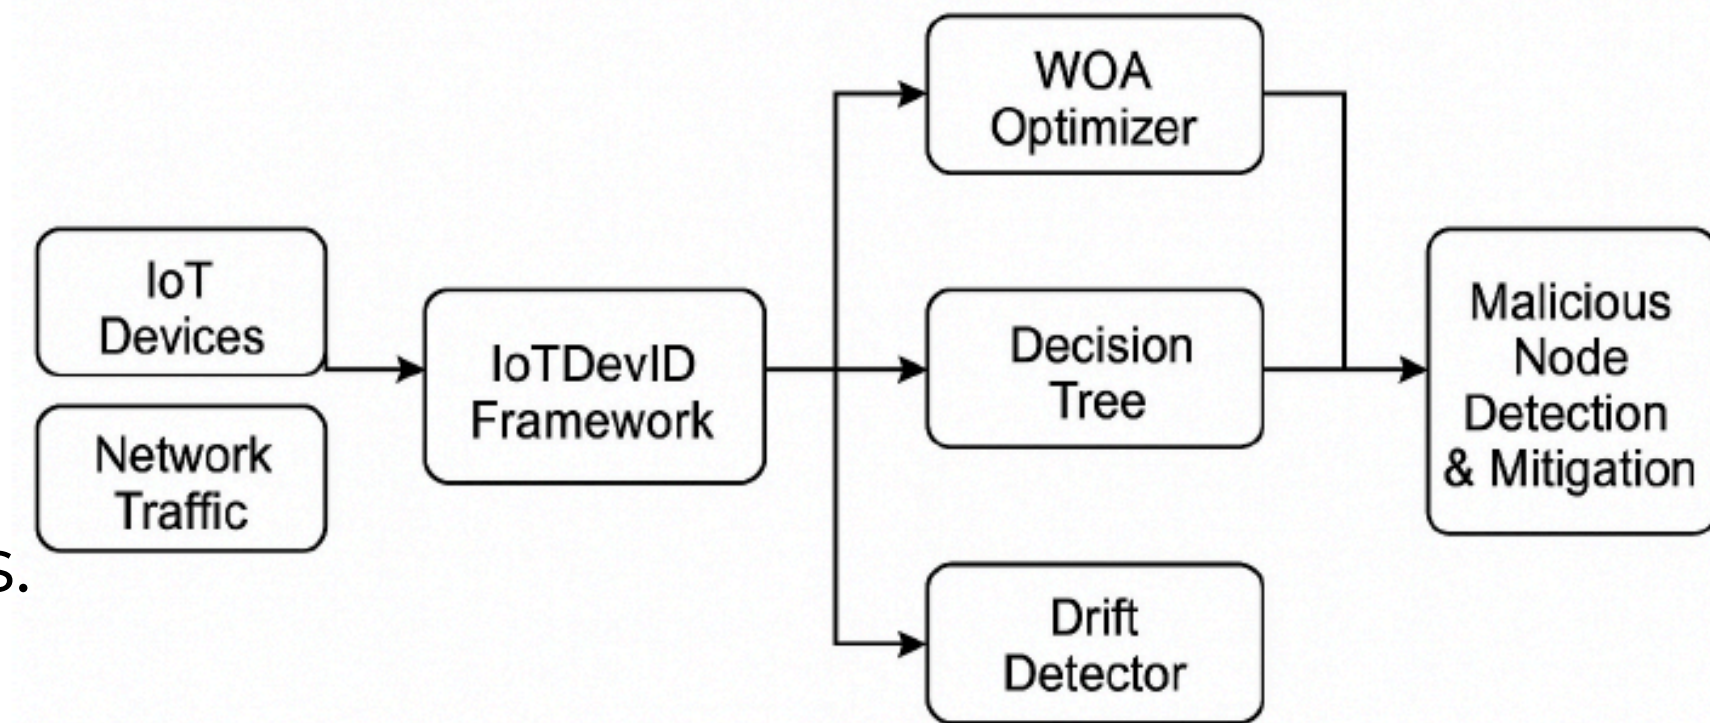 IoT
Devices
Network
Traffic
s.
IoTDevID
Framework
WOA
Optimizer
Decision
Tree
Drift
Detector
Malicious
Node
Detection
& Mitigation